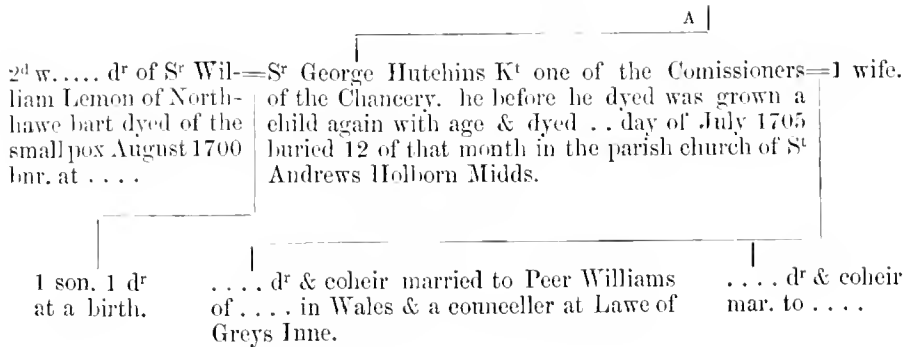 A
2ᵈ w..... dʳ of Sʳ Wil-
liam Lemon of North-
hawe bart dyed of the
small pox August 1700
bur. at ....
=Sʳ George Hutchins Kᵗ one of the Comissioners
of the Chancery. he before he dyed was grown a
child again with age & dyed .. day of July 1705
buried 12 of that month in the parish church of Sᵗ
Andrews Holborn Midds.
=1 wife.
1 son. 1 dʳ
at a birth.
.... dʳ & coheir married to Peer Williams
of .... in Wales & a counceller at Lawe of
Greys Inne.
.... dʳ & coheir
mar. to ....